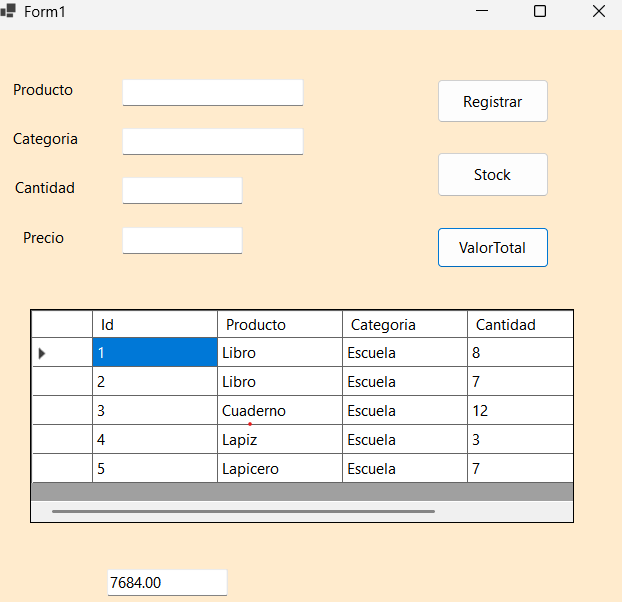 Form1
Producto
Registrar
Categoria
Stock
Cantidad
Precio
ValorTotal
Id Producto Categoria Cantidad
1 Libro Escuela 8
2 Libro Escuela 7
3 Cuaderno Escuela 12
4 Lapiz Escuela 3
5 Lapicero Escuela 7
7684.00